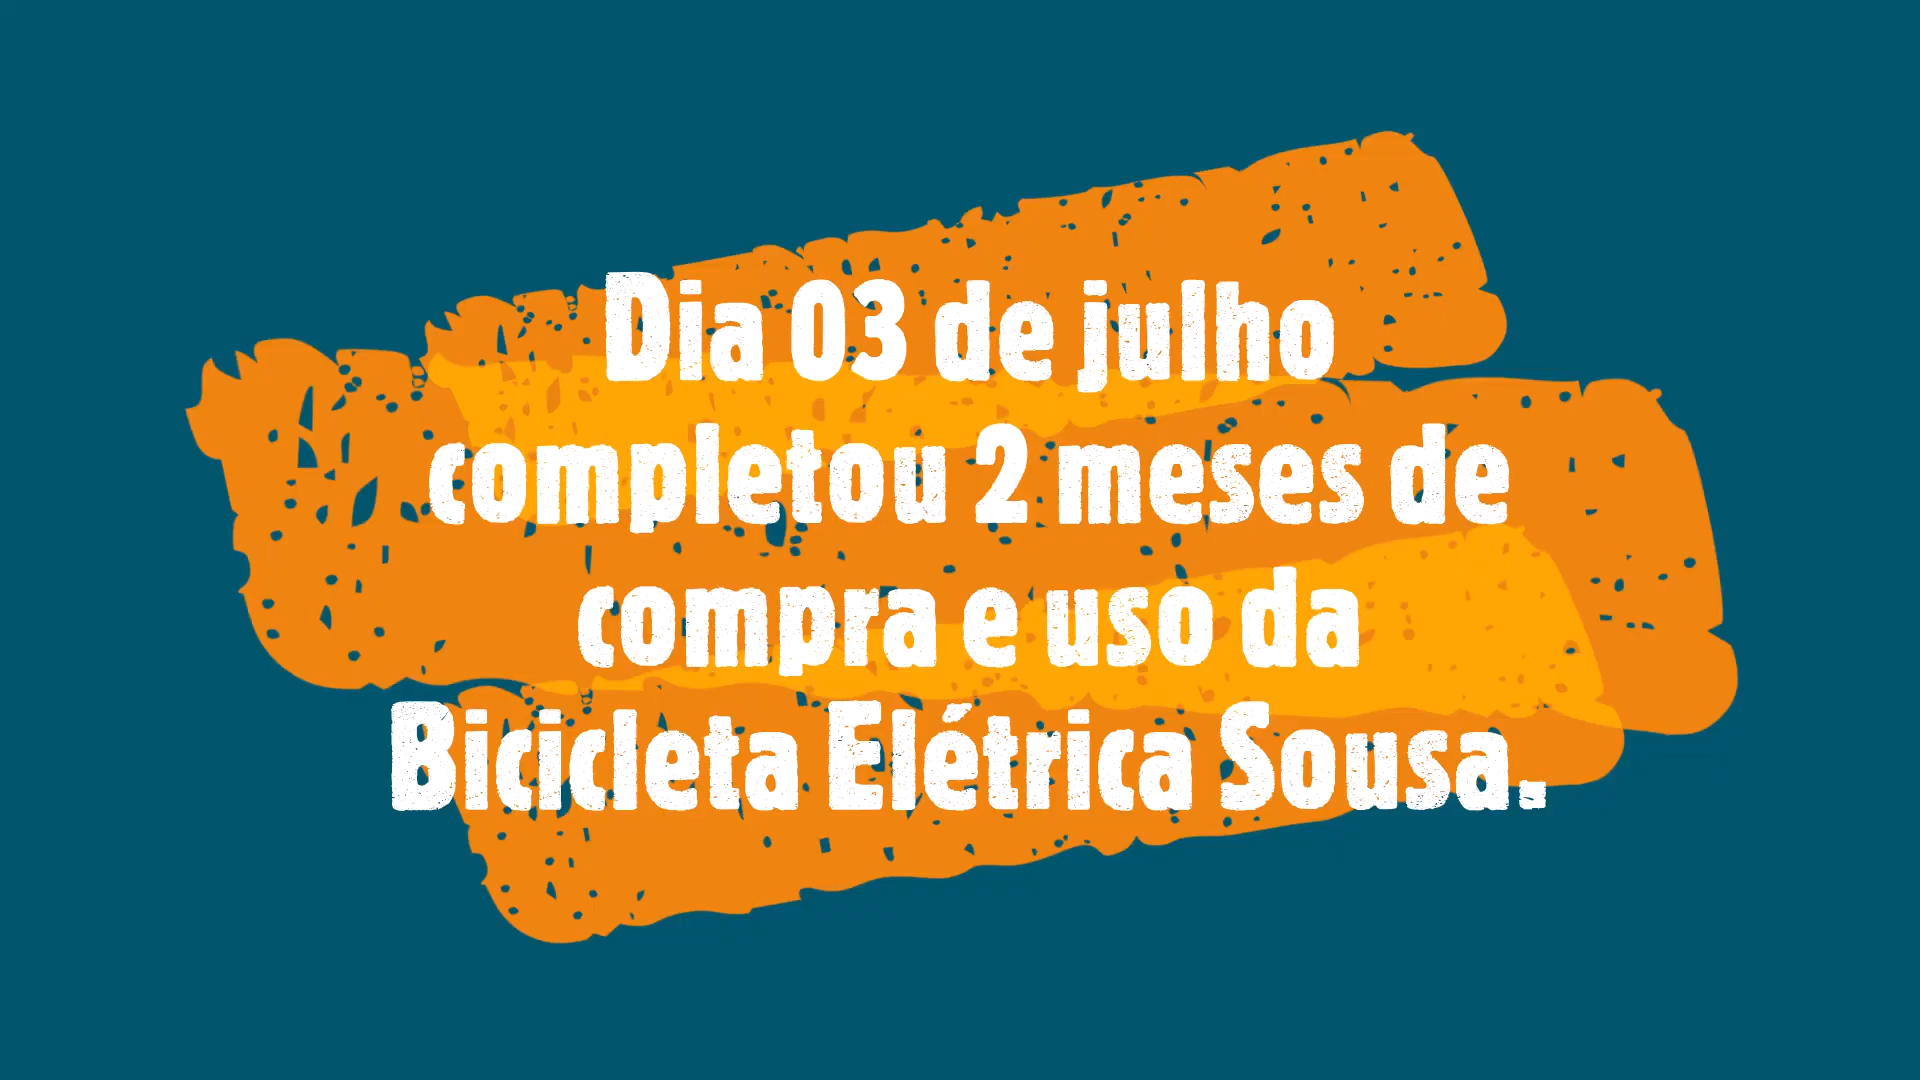 Dia 03 de julho
completou 2 meses de
compra e uso da
Bicicleta Elétrica Sousa.